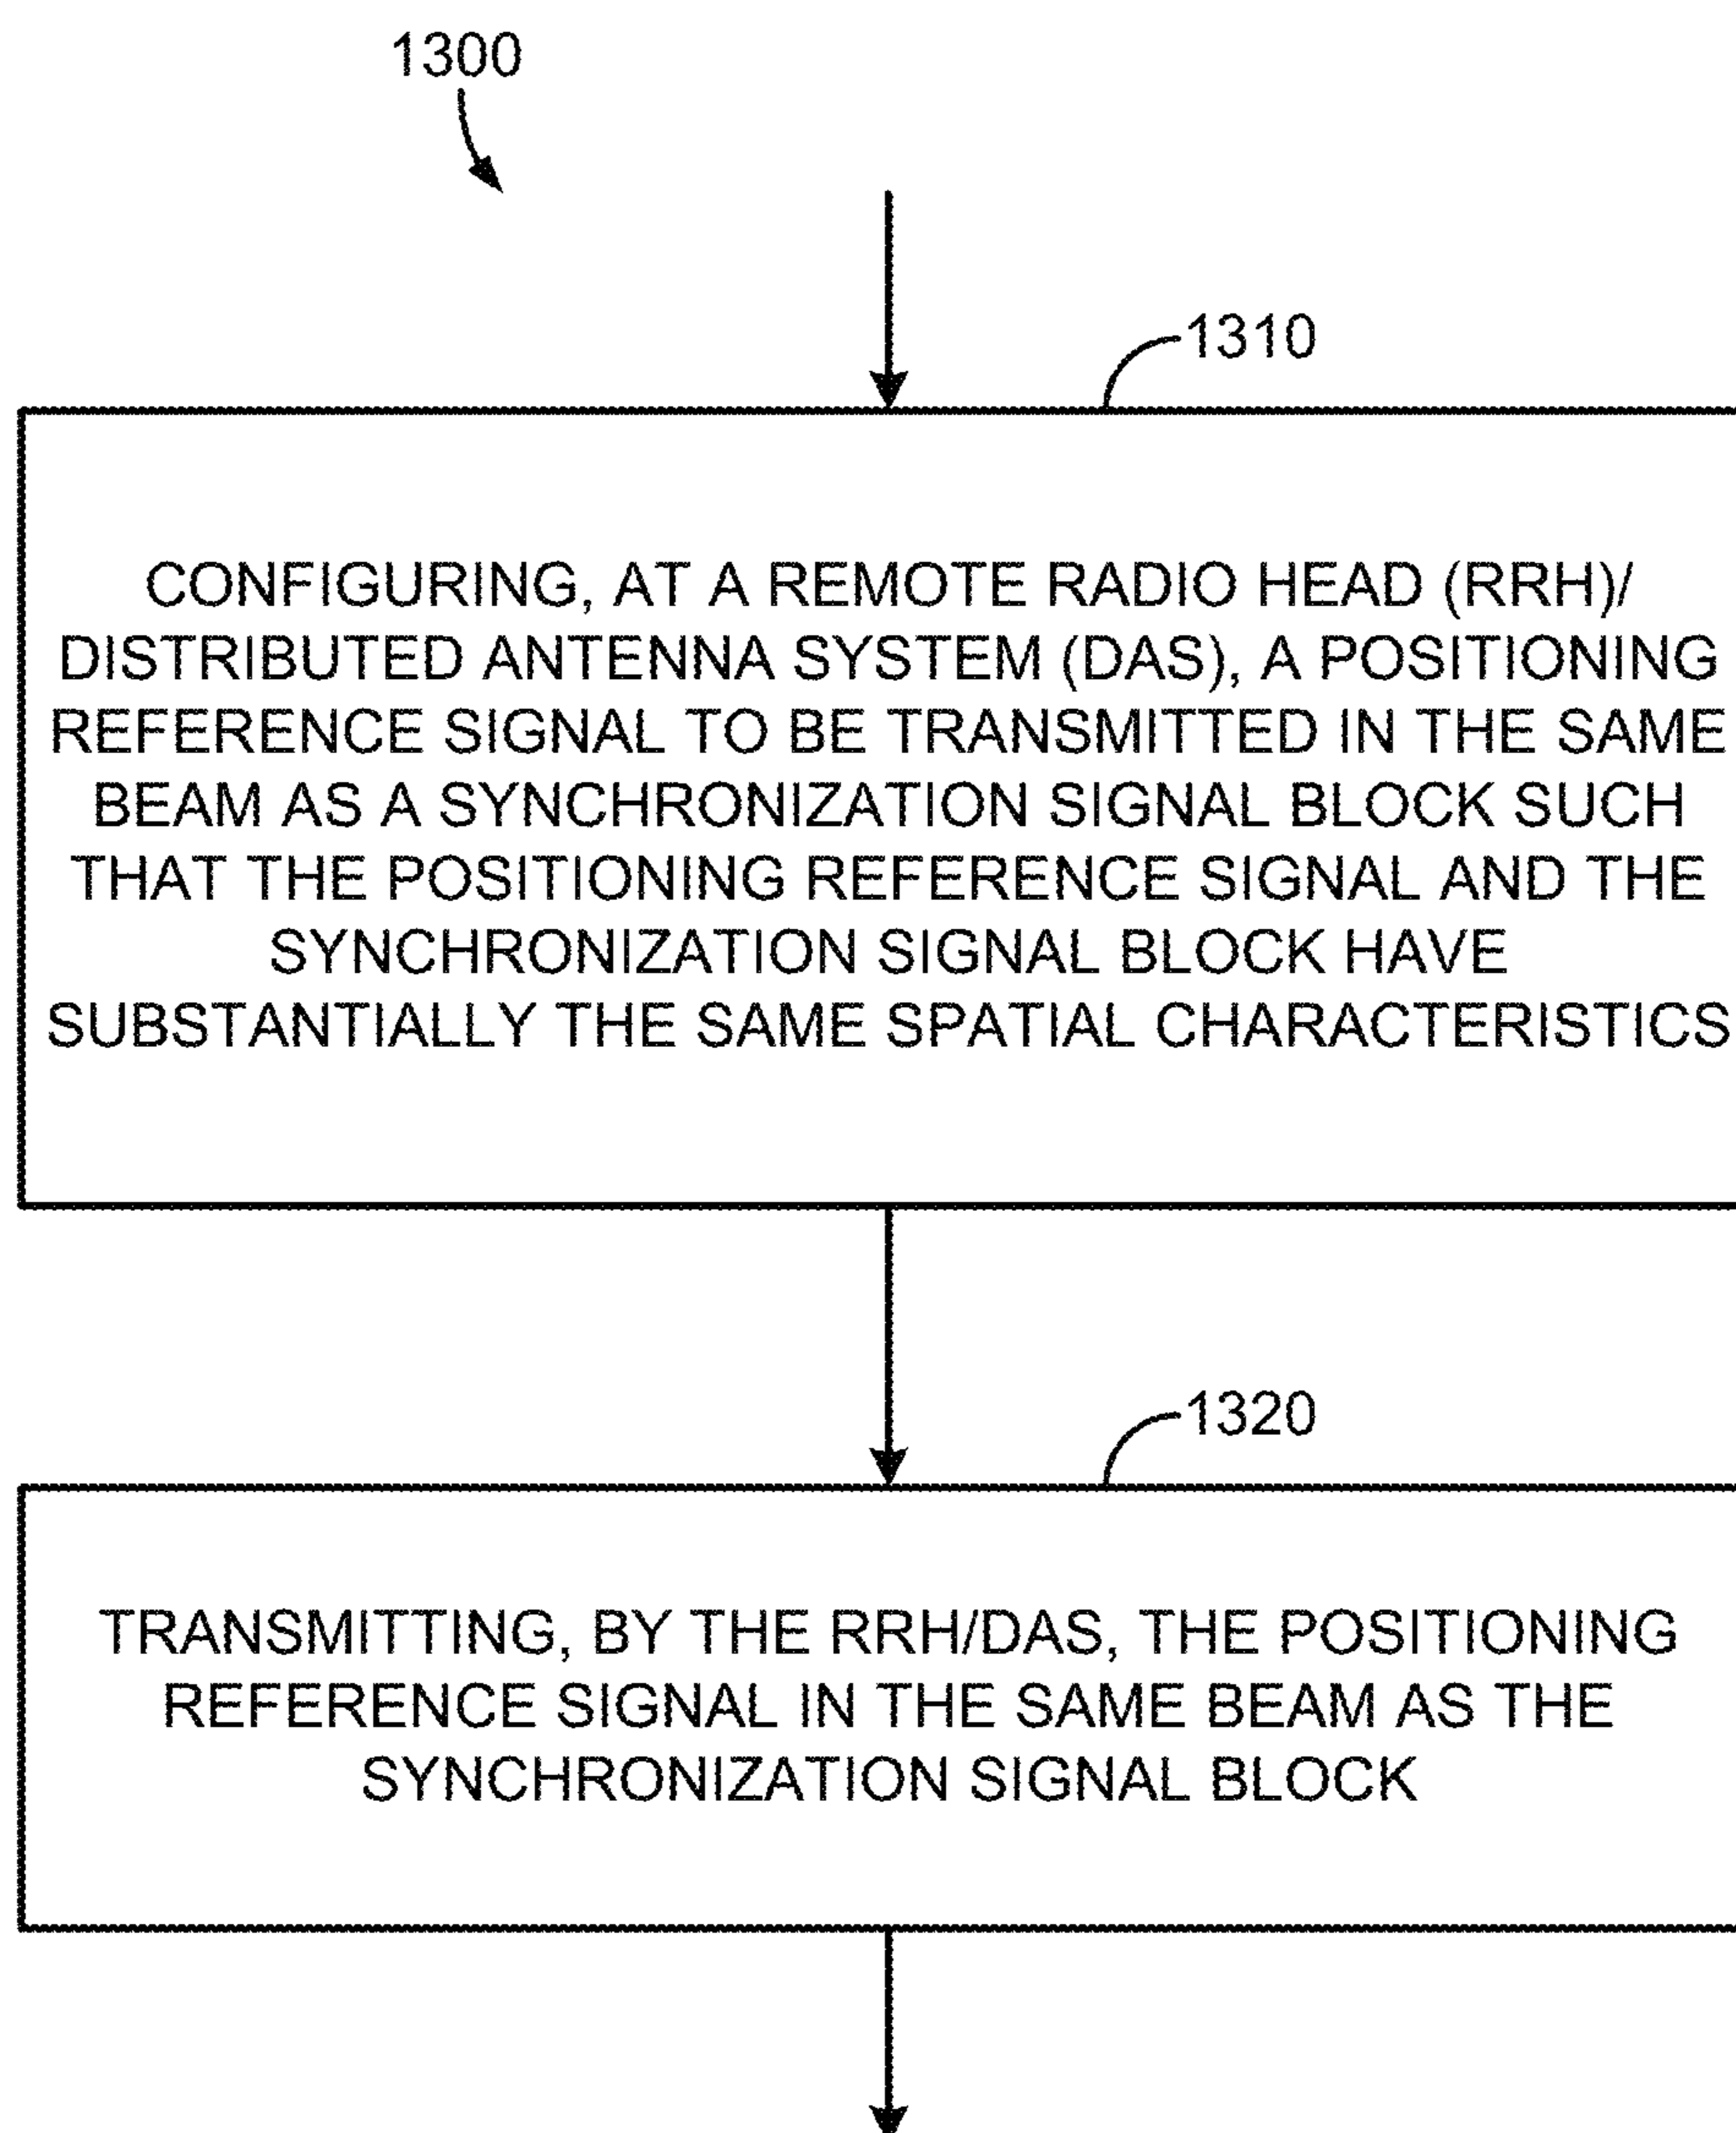 1300
1310
CONFIGURING, AT A REMOTE RADIO HEAD (RRH)/
DISTRIBUTED ANTENNA SYSTEM (DAS), A POSITIONING
REFERENCE SIGNAL TO BE TRANSMITTED IN THE SAME
BEAM AS A SYNCHRONIZATION SIGNAL BLOCK SUCH
THAT THE POSITIONING REFERENCE SIGNAL AND THE
SYNCHRONIZATION SIGNAL BLOCK HAVE
SUBSTANTIALLY THE SAME SPATIAL CHARACTERISTICS
1320
TRANSMITTING, BY THE RRH/DAS, THE POSITIONING
REFERENCE SIGNAL IN THE SAME BEAM AS THE
SYNCHRONIZATION SIGNAL BLOCK